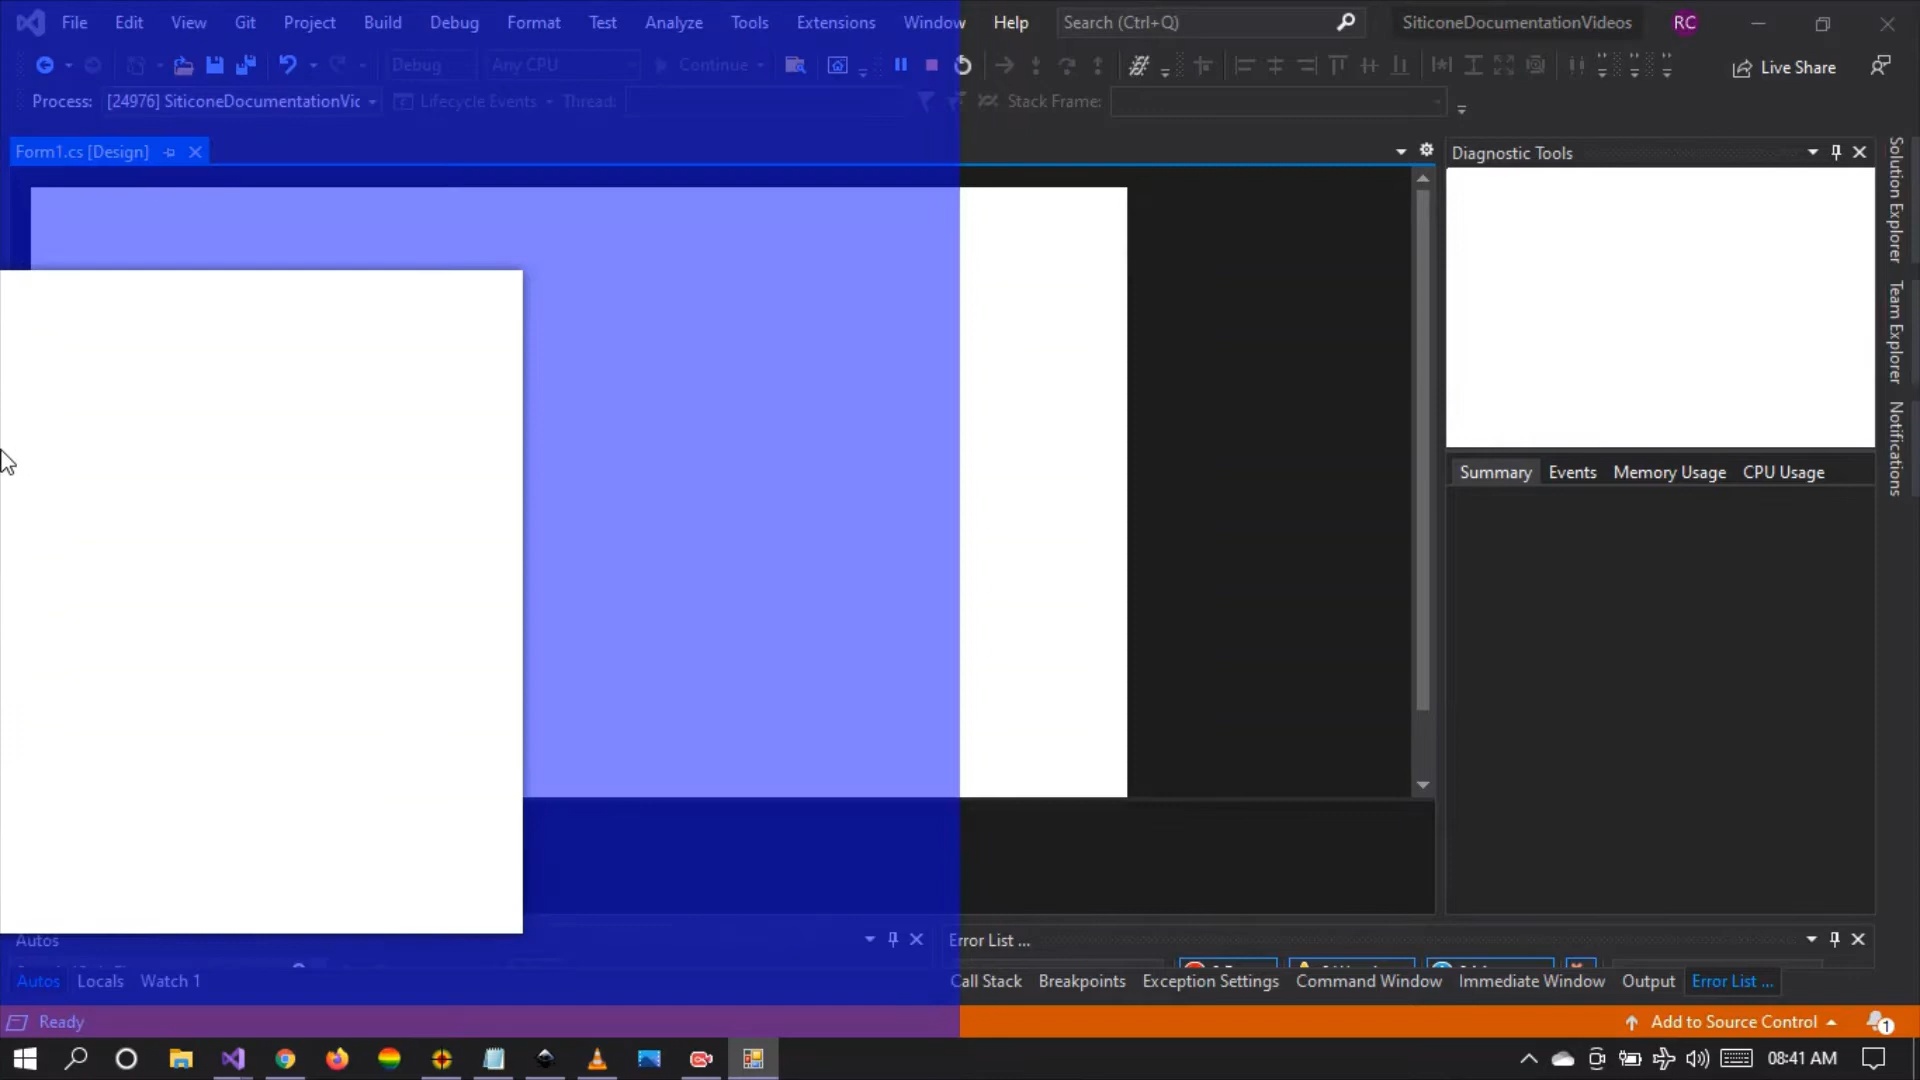 File Edit View Git Project Build Debug Format Test Analyze Tools Extensions Window Help Search (Ctrl+Q) SiticoneDocumentationVideos RC
Debug Any CPU Continue Live Share
Process: [24976] SiticoneDocumentationVic Lifecycle Events Thread: Stack Frame:
Form1.cs [Design] Diagnostic Tools
Solution Explorer
Team Explorer
Notifications
Summary Events Memory Usage CPU Usage
Autos Error List ...
Autos Locals Watch 1 Call Stack Breakpoints Exception Settings Command Window Immediate Window Output Error List ...
Ready Add to Source Control 1
08:41 AM